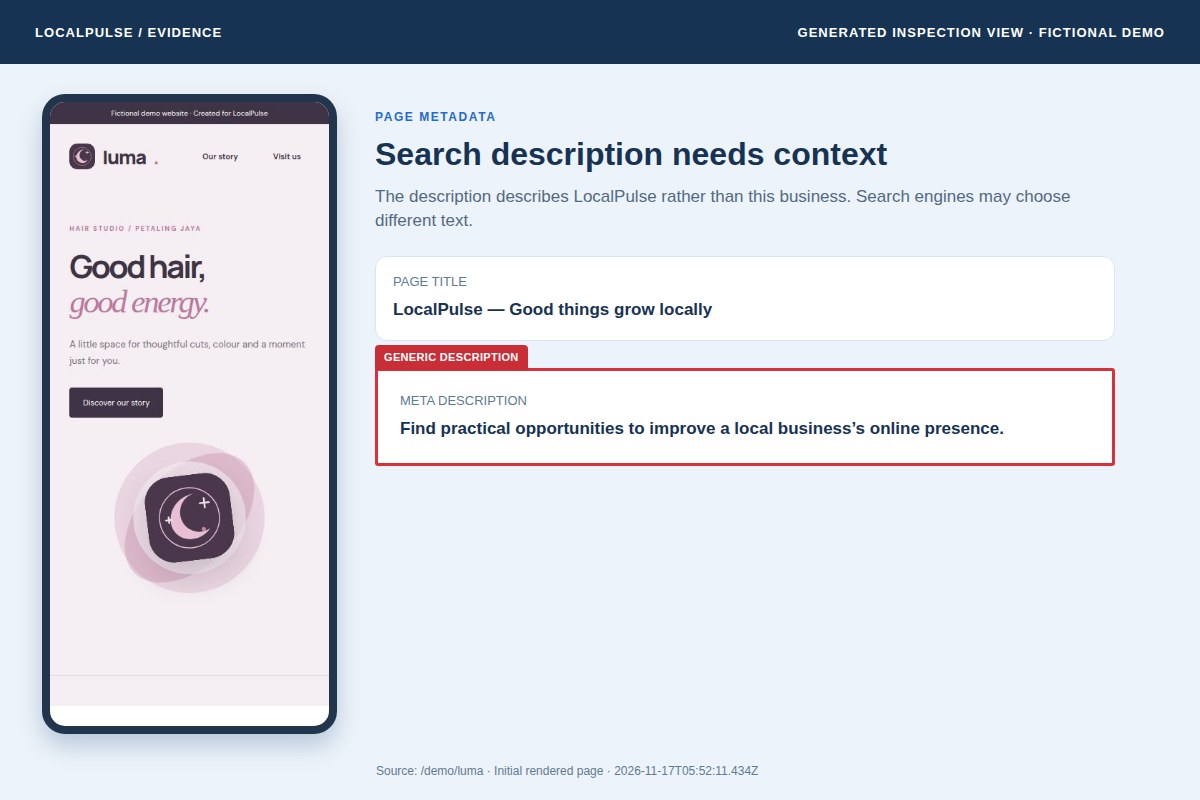 LOCALPULSE / EVIDENCE
GENERATED INSPECTION VIEW · FICTIONAL DEMO
Fictional demo website · Created for LocalPulse
luma .
Our story
Visit us
HAIR STUDIO / PETALING JAYA
Good hair,
good energy.
A little space for thoughtful cuts, colour and a moment
just for you.
Discover our story
PAGE METADATA
Search description needs context
The description describes LocalPulse rather than this business. Search engines may choose
different text.
PAGE TITLE
LocalPulse — Good things grow locally
GENERIC DESCRIPTION
META DESCRIPTION
Find practical opportunities to improve a local business’s online presence.
Source: /demo/luma · Initial rendered page · 2026-11-17T05:52:11.434Z